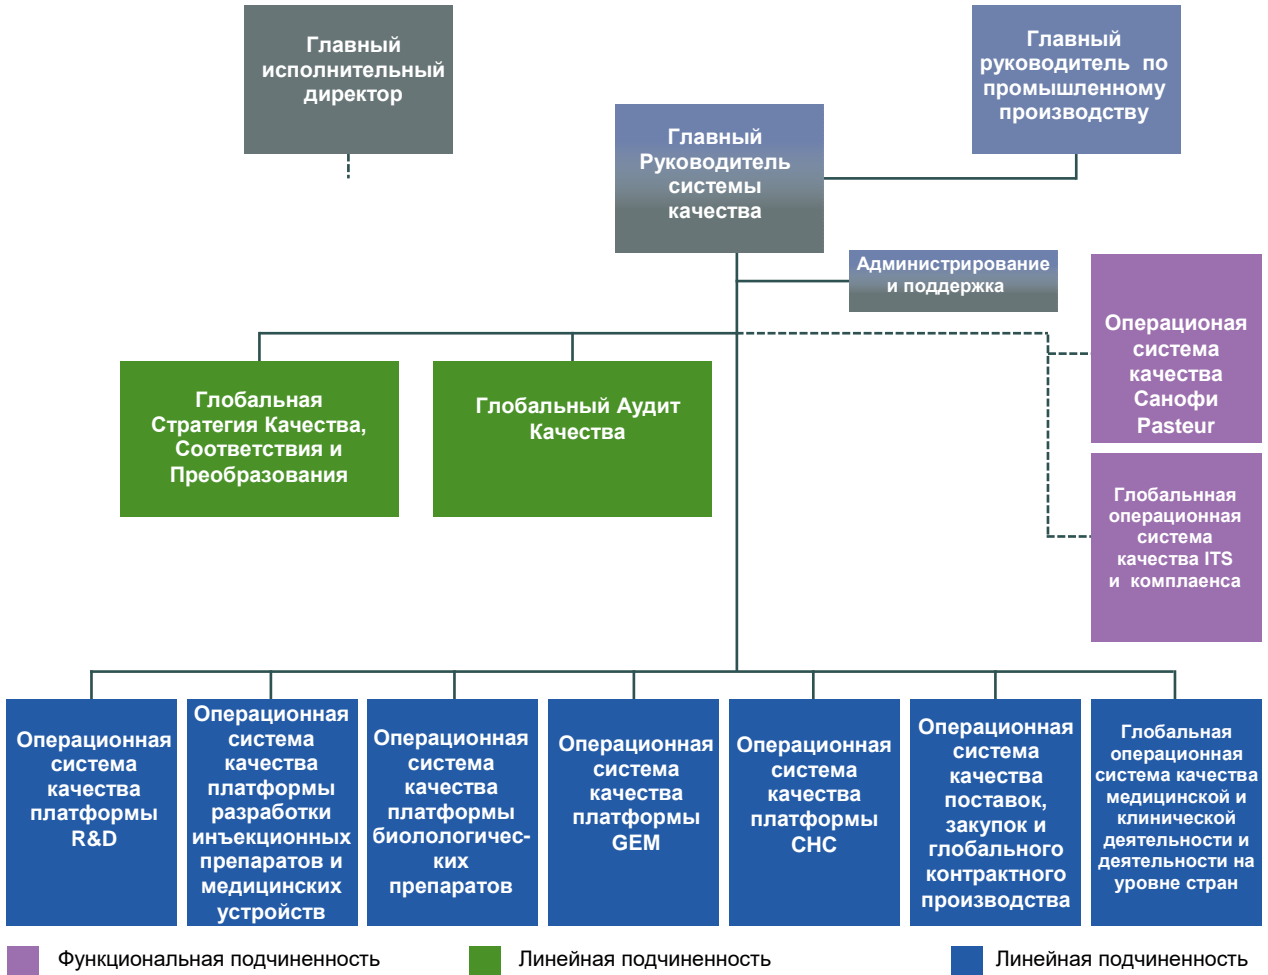 Главный
исполнительный
директор
Главный
руководитель по
промышленному
производству
Главный
Руководитель
системы
качества
Администрирование
и поддержка
Операционая
система
качества
Санофи
Pasteur
Глобальная
Стратегия Качества,
Соответствия и
Преобразования
Глобальный Аудит
Качества
Глобальнная
операционная
система
качества ITS
и комплаенса
Операционная
система
качества
платформы
R&D
Операционная
система
качества
платформы
разработки
инъекционных
препаратов и
медицинских
устройств
Операционная
система
качества
платформы
биолологичес-
ких
препаратов
Операционная
система
качества
платформы
GEM
Операционная
система
качества
платформы
CHC
Операционная
система
качества
поставок,
закупок и
глобального
контрактного
производства
Глобальная
операционная
система качества
медицинской и
клинической
деятельности и
деятельности на
уровне стран
Функциональная подчиненность
Линейная подчиненность
Линейная подчиненность